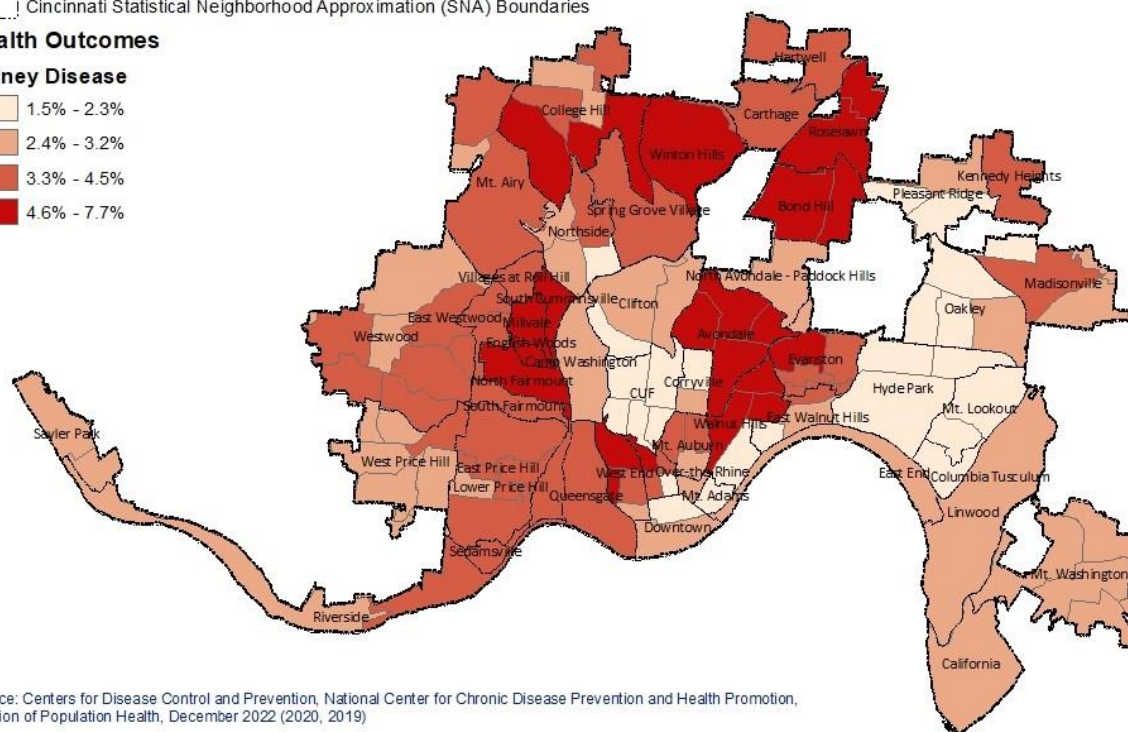 Cincinnati Statistical Neighborhood Approximation (SNA) Boundaries
alth Outcomes
ney Disease
1.5% - 2.3%
2.4% - 3.2%
3.3% - 4.5%
4.6% - 7.7%
Hartwell
College Hill
Carthage
Roselawn
Winton Hills
Mt. Airy
Kennedy Heights
Pleasant Ridge
Bond Hill
Spring Grove Village
Northside
Villages at Roll Hill
North Avondale - Paddock Hills
Madisonville
South Cumminsville
Clifton
Oakley
East Westwood
Millvale
Westwood
Avondale
English Woods
Camp Washington
Evanston
North Fairmount
Corryville
CUF
Hyde Park
South Fairmount
Mt. Lookout
East Walnut Hills
Walnut Hills
Sayler Park
Mt. Auburn
West Price Hill
East Price Hill
West End
Over-the-Rhine
East End
Columbia Tusculum
Lower Price Hill
Queensgate
Mt. Adams
Linwood
Downtown
Sedamsville
Mt. Washington
Riverside
California
ce: Centers for Disease Control and Prevention, National Center for Chronic Disease Prevention and Health Promotion,
ion of Population Health, December 2022 (2020, 2019)